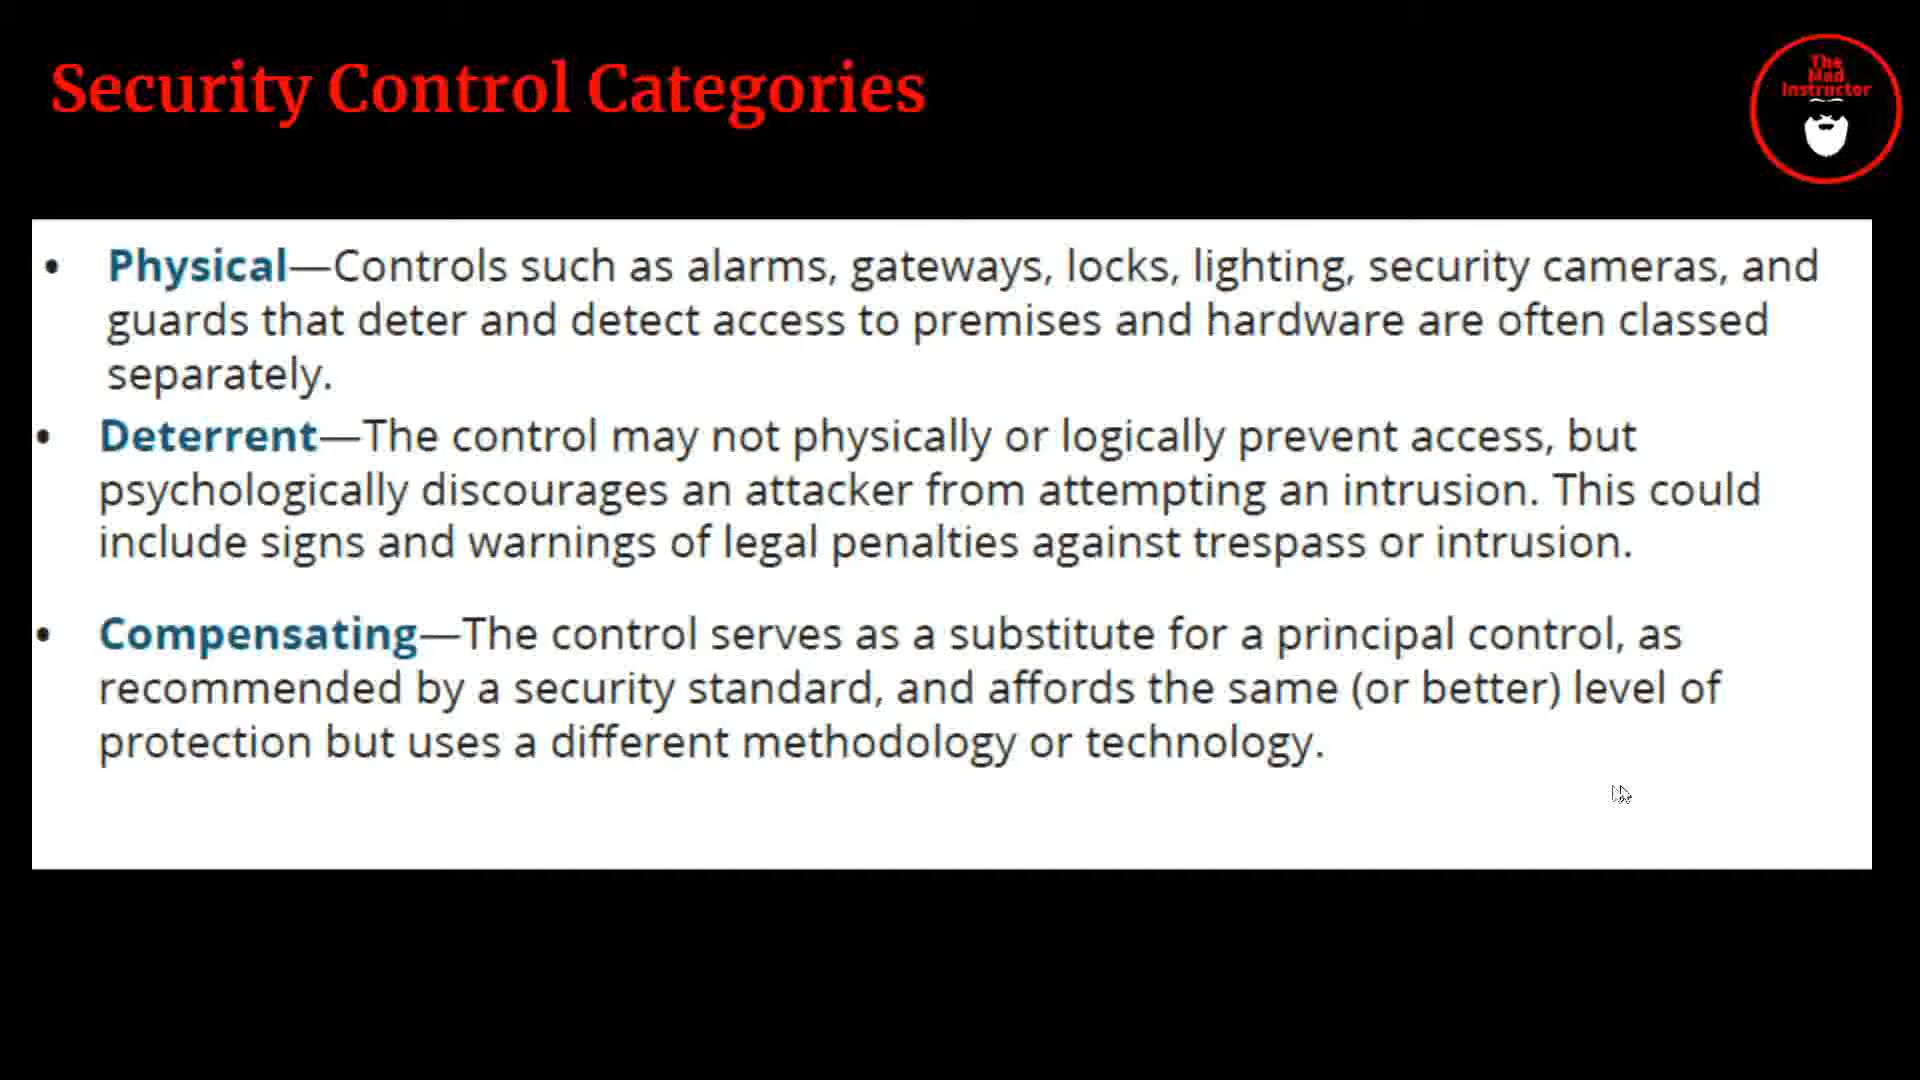 Security Control Categories
The
Mad
Instructor
• Physical—Controls such as alarms, gateways, locks, lighting, security cameras, and
guards that deter and detect access to premises and hardware are often classed
separately.
• Deterrent—The control may not physically or logically prevent access, but
psychologically discourages an attacker from attempting an intrusion. This could
include signs and warnings of legal penalties against trespass or intrusion.
• Compensating—The control serves as a substitute for a principal control, as
recommended by a security standard, and affords the same (or better) level of
protection but uses a different methodology or technology.